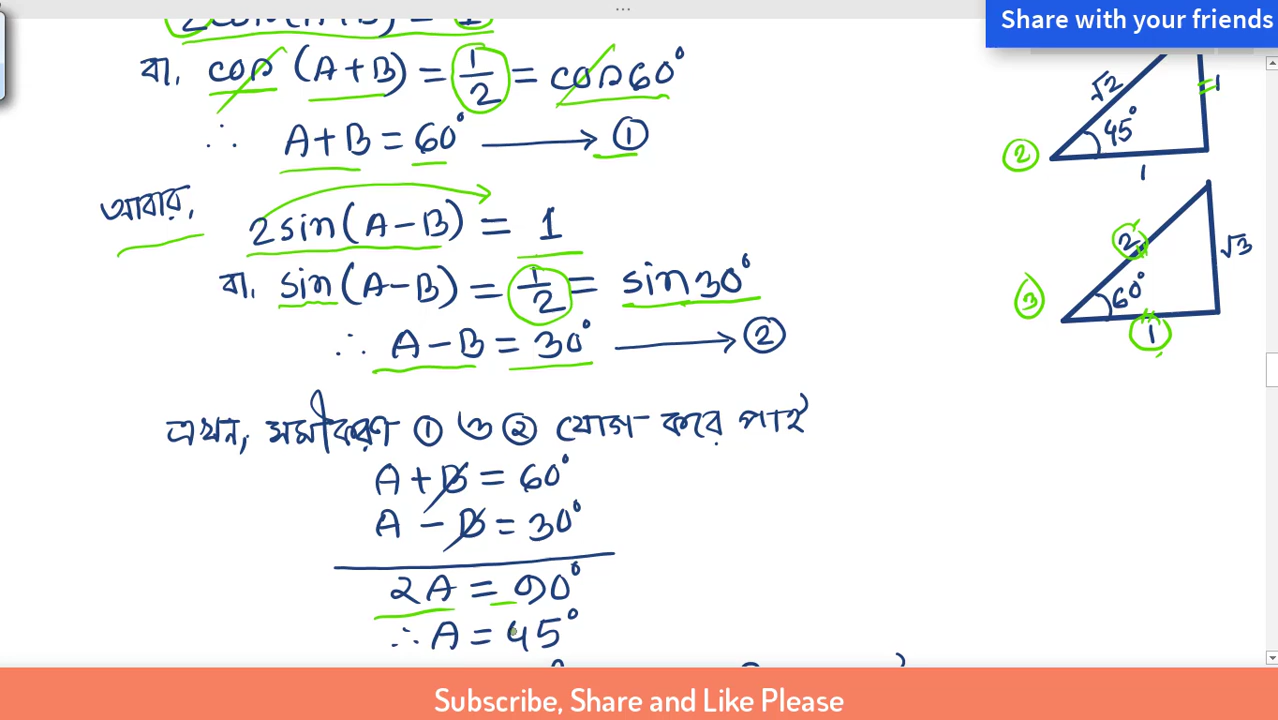 Share with your friends
2cos(A+B) = 1
বা, cos (A+B) = 1/2 = cos60°
∴ A+B = 60° ⟶ ①
আবার,
2sin(A−B) = 1
বা, sin(A−B) = 1/2 = sin30°
∴ A−B = 30° ⟶ ②
এখন, সমীকরণ ① ও ② যোগ করে পাই
A + B = 60°
A − B = 30°
2A = 90°
∴ A = 45°
√2
1
45°
②
1
2
√3
60°
③
1
Subscribe, Share and Like Please